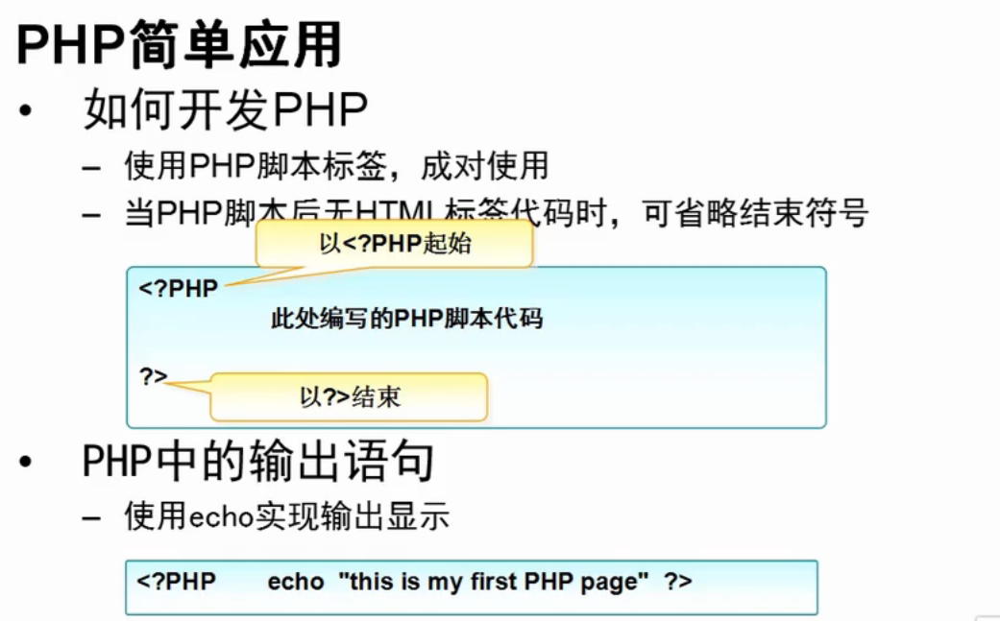 PHP简单应用
• 如何开发PHP
– 使用PHP脚本标签，成对使用
– 当PHP脚本后无HTML标签代码时，可省略结束符号
以<?PHP起始
<?PHP
此处编写的PHP脚本代码
?>
以?>结束
• PHP中的输出语句
– 使用echo实现输出显示
<?PHP echo "this is my first PHP page" ?>